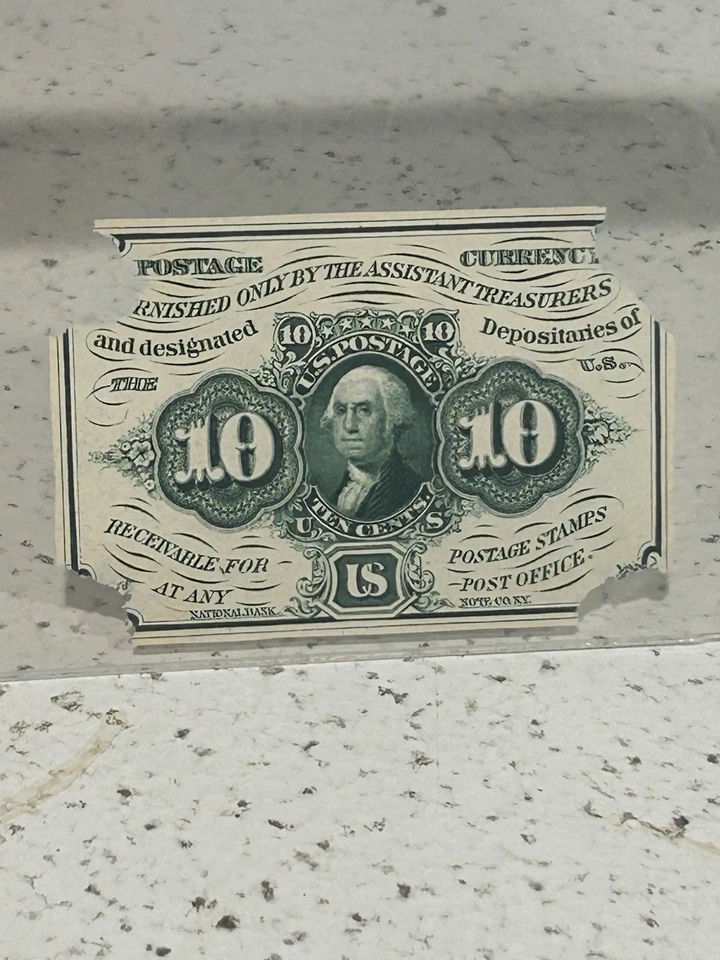 POSTAGE CURRENCY
RNISHED ONLY BY THE ASSISTANT TREASURERS
and designated Depositaries of
THE U.S.
10 10
U.S. POSTAGE
10 10
TEN CENTS.
U S
RECEIVABLE FOR POSTAGE STAMPS
AT ANY POST OFFICE.
US
NATIONAL BANK NOTE CO. N.Y.